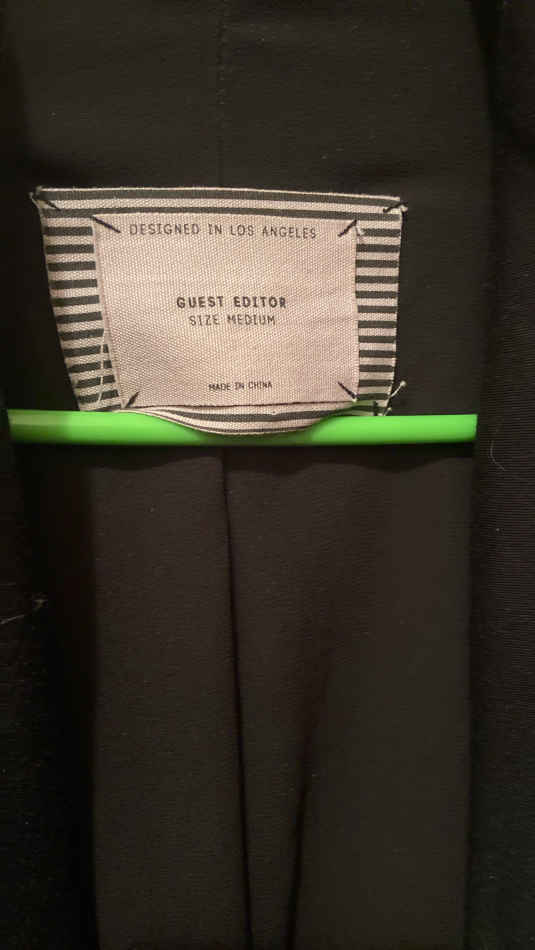 DESIGNED IN LOS ANGELES
GUEST EDITOR
SIZE MEDIUM
MADE IN CHINA